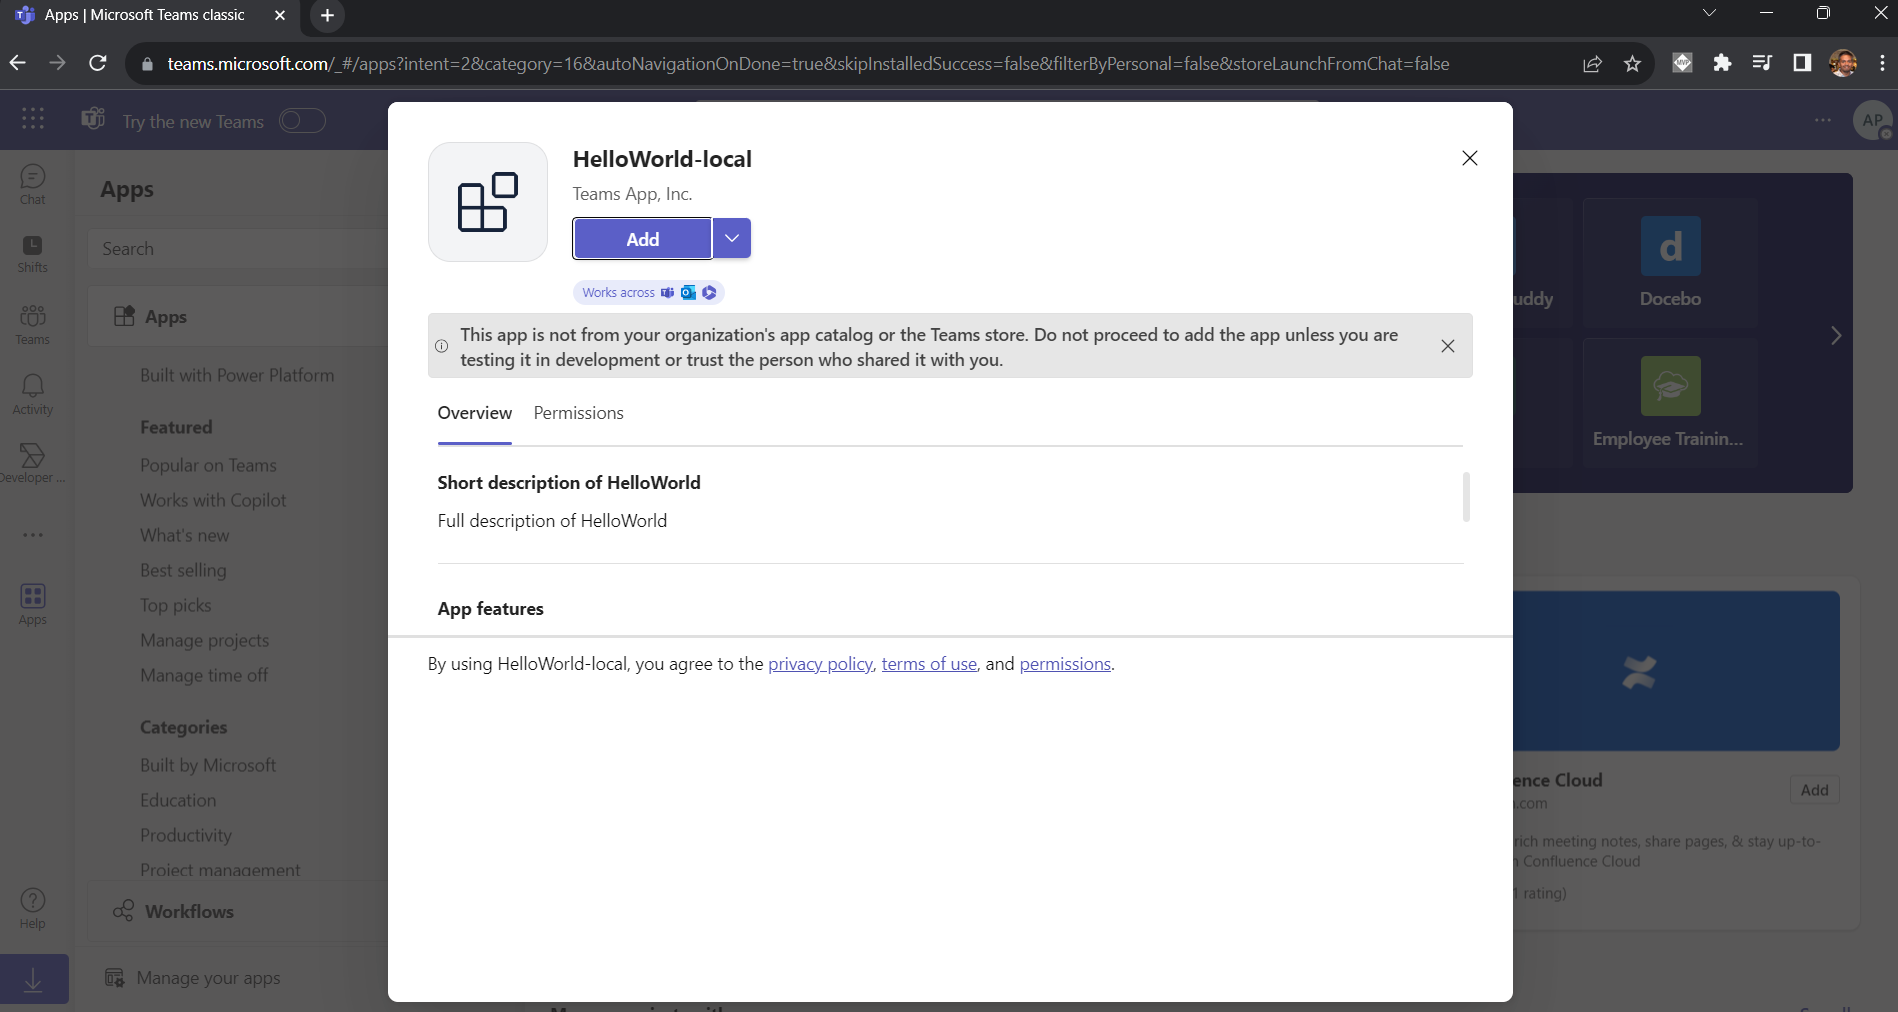 Apps | Microsoft Teams classic
teams.microsoft.com/_#/apps?intent=2&category=16&autoNavigationOnDone=true&skipInstalledSuccess=false&filterByPersonal=false&storeLaunchFromChat=false
Try the new Teams
AP
Chat
Shifts
Teams
Activity
Developer ...
Apps
Help
Apps
Search
Apps
Built with Power Platform
Featured
Popular on Teams
Works with Copilot
What's new
Best selling
Top picks
Manage projects
Manage time off
Categories
Built by Microsoft
Education
Productivity
Project management
Workflows
Manage your apps
HelloWorld-local
Teams App, Inc.
Add
Works across
This app is not from your organization's app catalog or the Teams store. Do not proceed to add the app unless you are
testing it in development or trust the person who shared it with you.
Overview Permissions
Short description of HelloWorld
Full description of HelloWorld
App features
By using HelloWorld-local, you agree to the privacy policy, terms of use, and permissions.
uddy
d
Docebo
Employee Trainin...
ence Cloud
Add
.com
rich meeting notes, share pages, & stay up-to-
Confluence Cloud
1 rating)